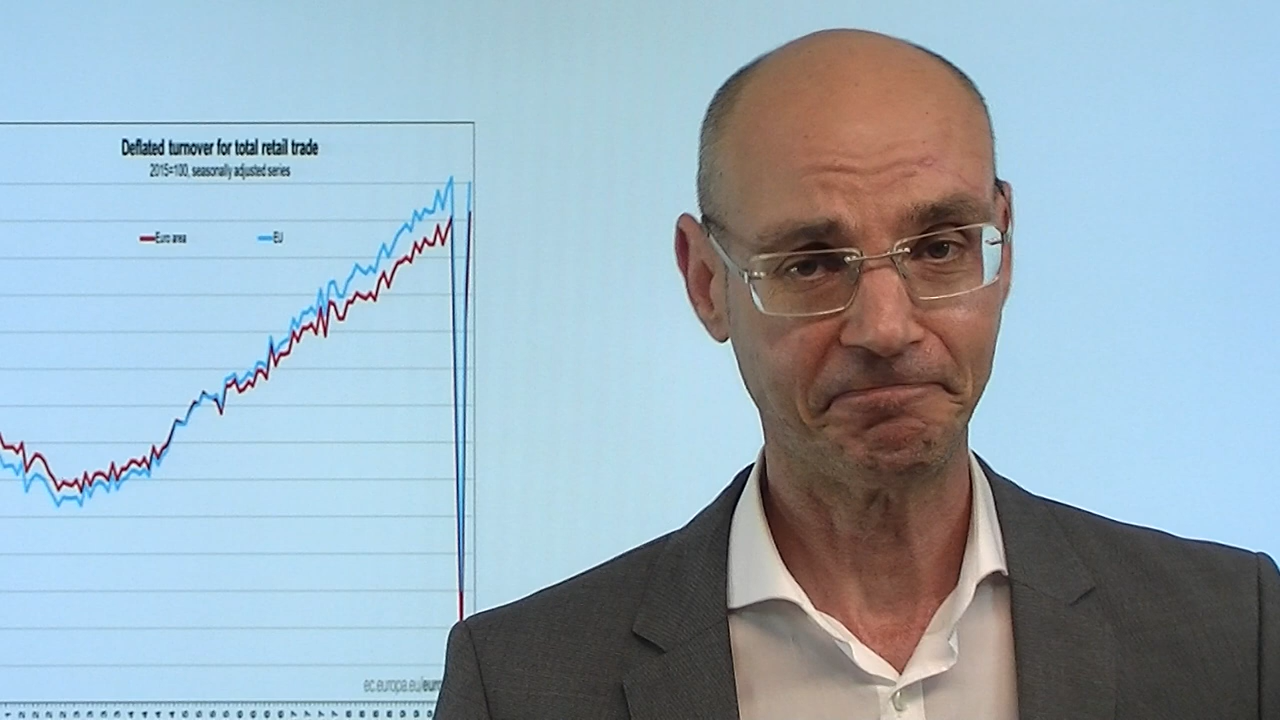 Deflated turnover for total retail trade
2015=100, seasonally adjusted series
Euro area
EU
ec.europa.eu/euro